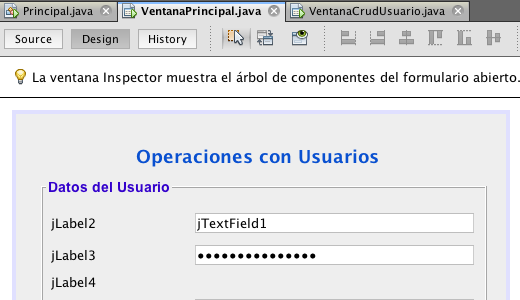 Principal.java VentanaPrincipal.java VentanaCrudUsuario.java
Source Design History
La ventana Inspector muestra el árbol de componentes del formulario abierto.
Operaciones con Usuarios
Datos del Usuario
jLabel2 jTextField1
jLabel3 •••••••••••••••
jLabel4